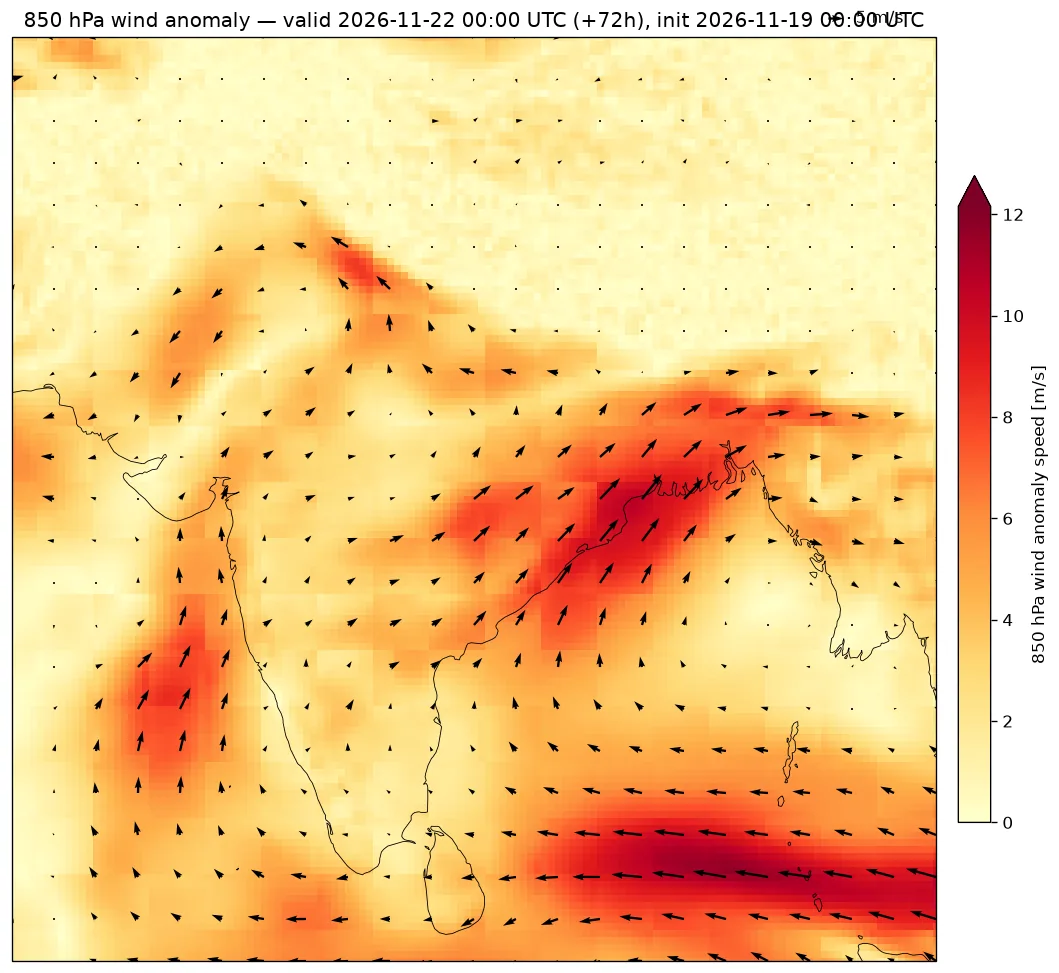 850 hPa wind anomaly — valid 2026-11-22 00:00 UTC (+72h), init 2026-11-19 00:00 UTC
5 m/s
12
10
8
6
4
2
0
850 hPa wind anomaly speed [m/s]